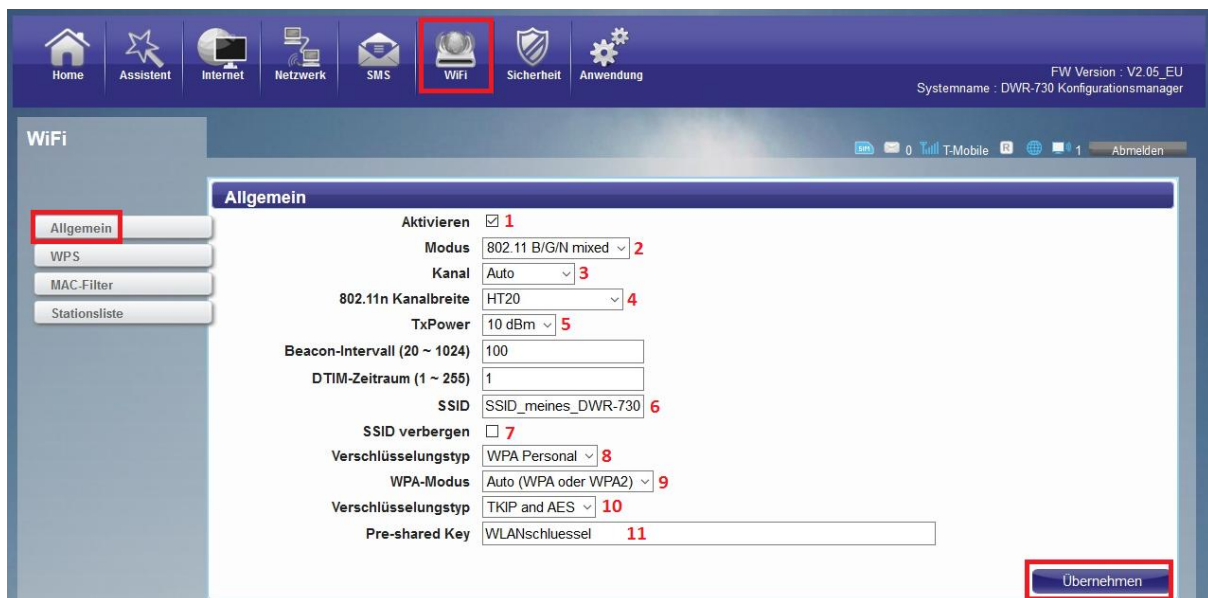 Home Assistent Internet Netzwerk SMS WiFi Sicherheit Anwendung
FW Version : V2.05_EU
Systemname : DWR-730 Konfigurationsmanager
WiFi
SIM 0 T-Mobile R 1 Abmelden
Allgemein
WPS
MAC-Filter
Stationsliste
Allgemein
Aktivieren 1
Modus 802.11 B/G/N mixed 2
Kanal Auto 3
802.11n Kanalbreite HT20 4
TxPower 10 dBm 5
Beacon-Intervall (20 ~ 1024) 100
DTIM-Zeitraum (1 ~ 255) 1
SSID SSID_meines_DWR-730 6
SSID verbergen 7
Verschlüsselungstyp WPA Personal 8
WPA-Modus Auto (WPA oder WPA2) 9
Verschlüsselungstyp TKIP and AES 10
Pre-shared Key WLANschluessel 11
Übernehmen